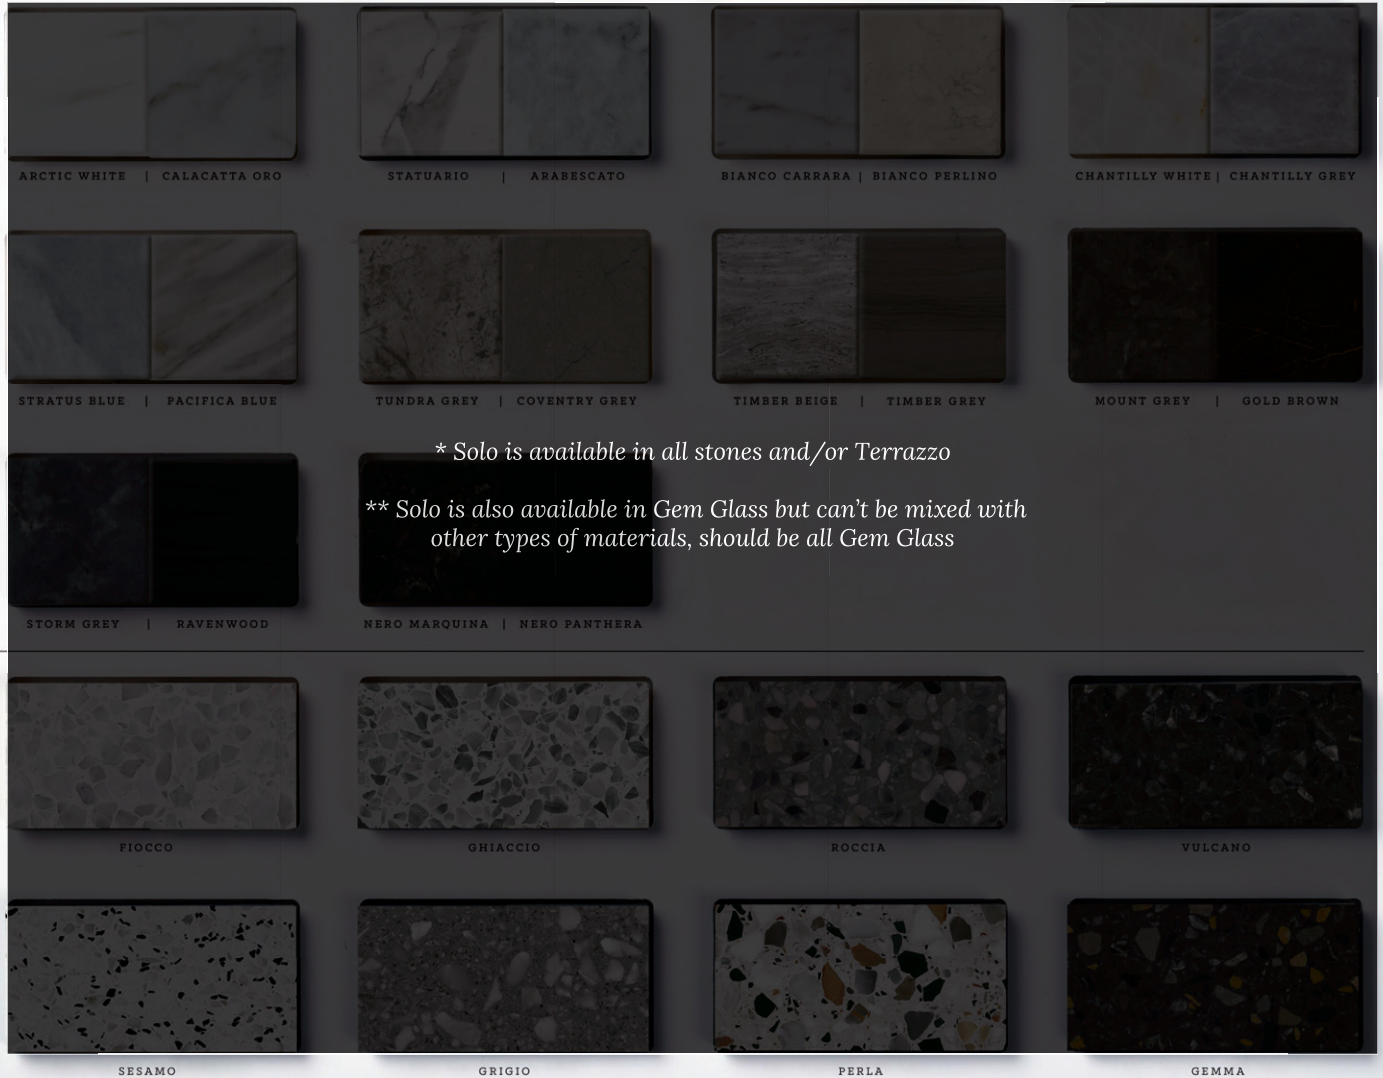 ARCTIC WHITE | CALACATTA ORO
STATUARIO | ARABESCATO
BIANCO CARRARA | BIANCO PERLINO
CHANTILLY WHITE | CHANTILLY GREY
STRATUS BLUE | PACIFICA BLUE
TUNDRA GREY | COVENTRY GREY
TIMBER BEIGE | TIMBER GREY
MOUNT GREY | GOLD BROWN
* Solo is available in all stones and/or Terrazzo
** Solo is also available in Gem Glass but can't be mixed with
other types of materials, should be all Gem Glass
STORM GREY | RAVENWOOD
NERO MARQUINA | NERO PANTHERA
FIOCCO
GHIACCIO
ROCCIA
VULCANO
SESAMO
GRIGIO
PERLA
GEMMA